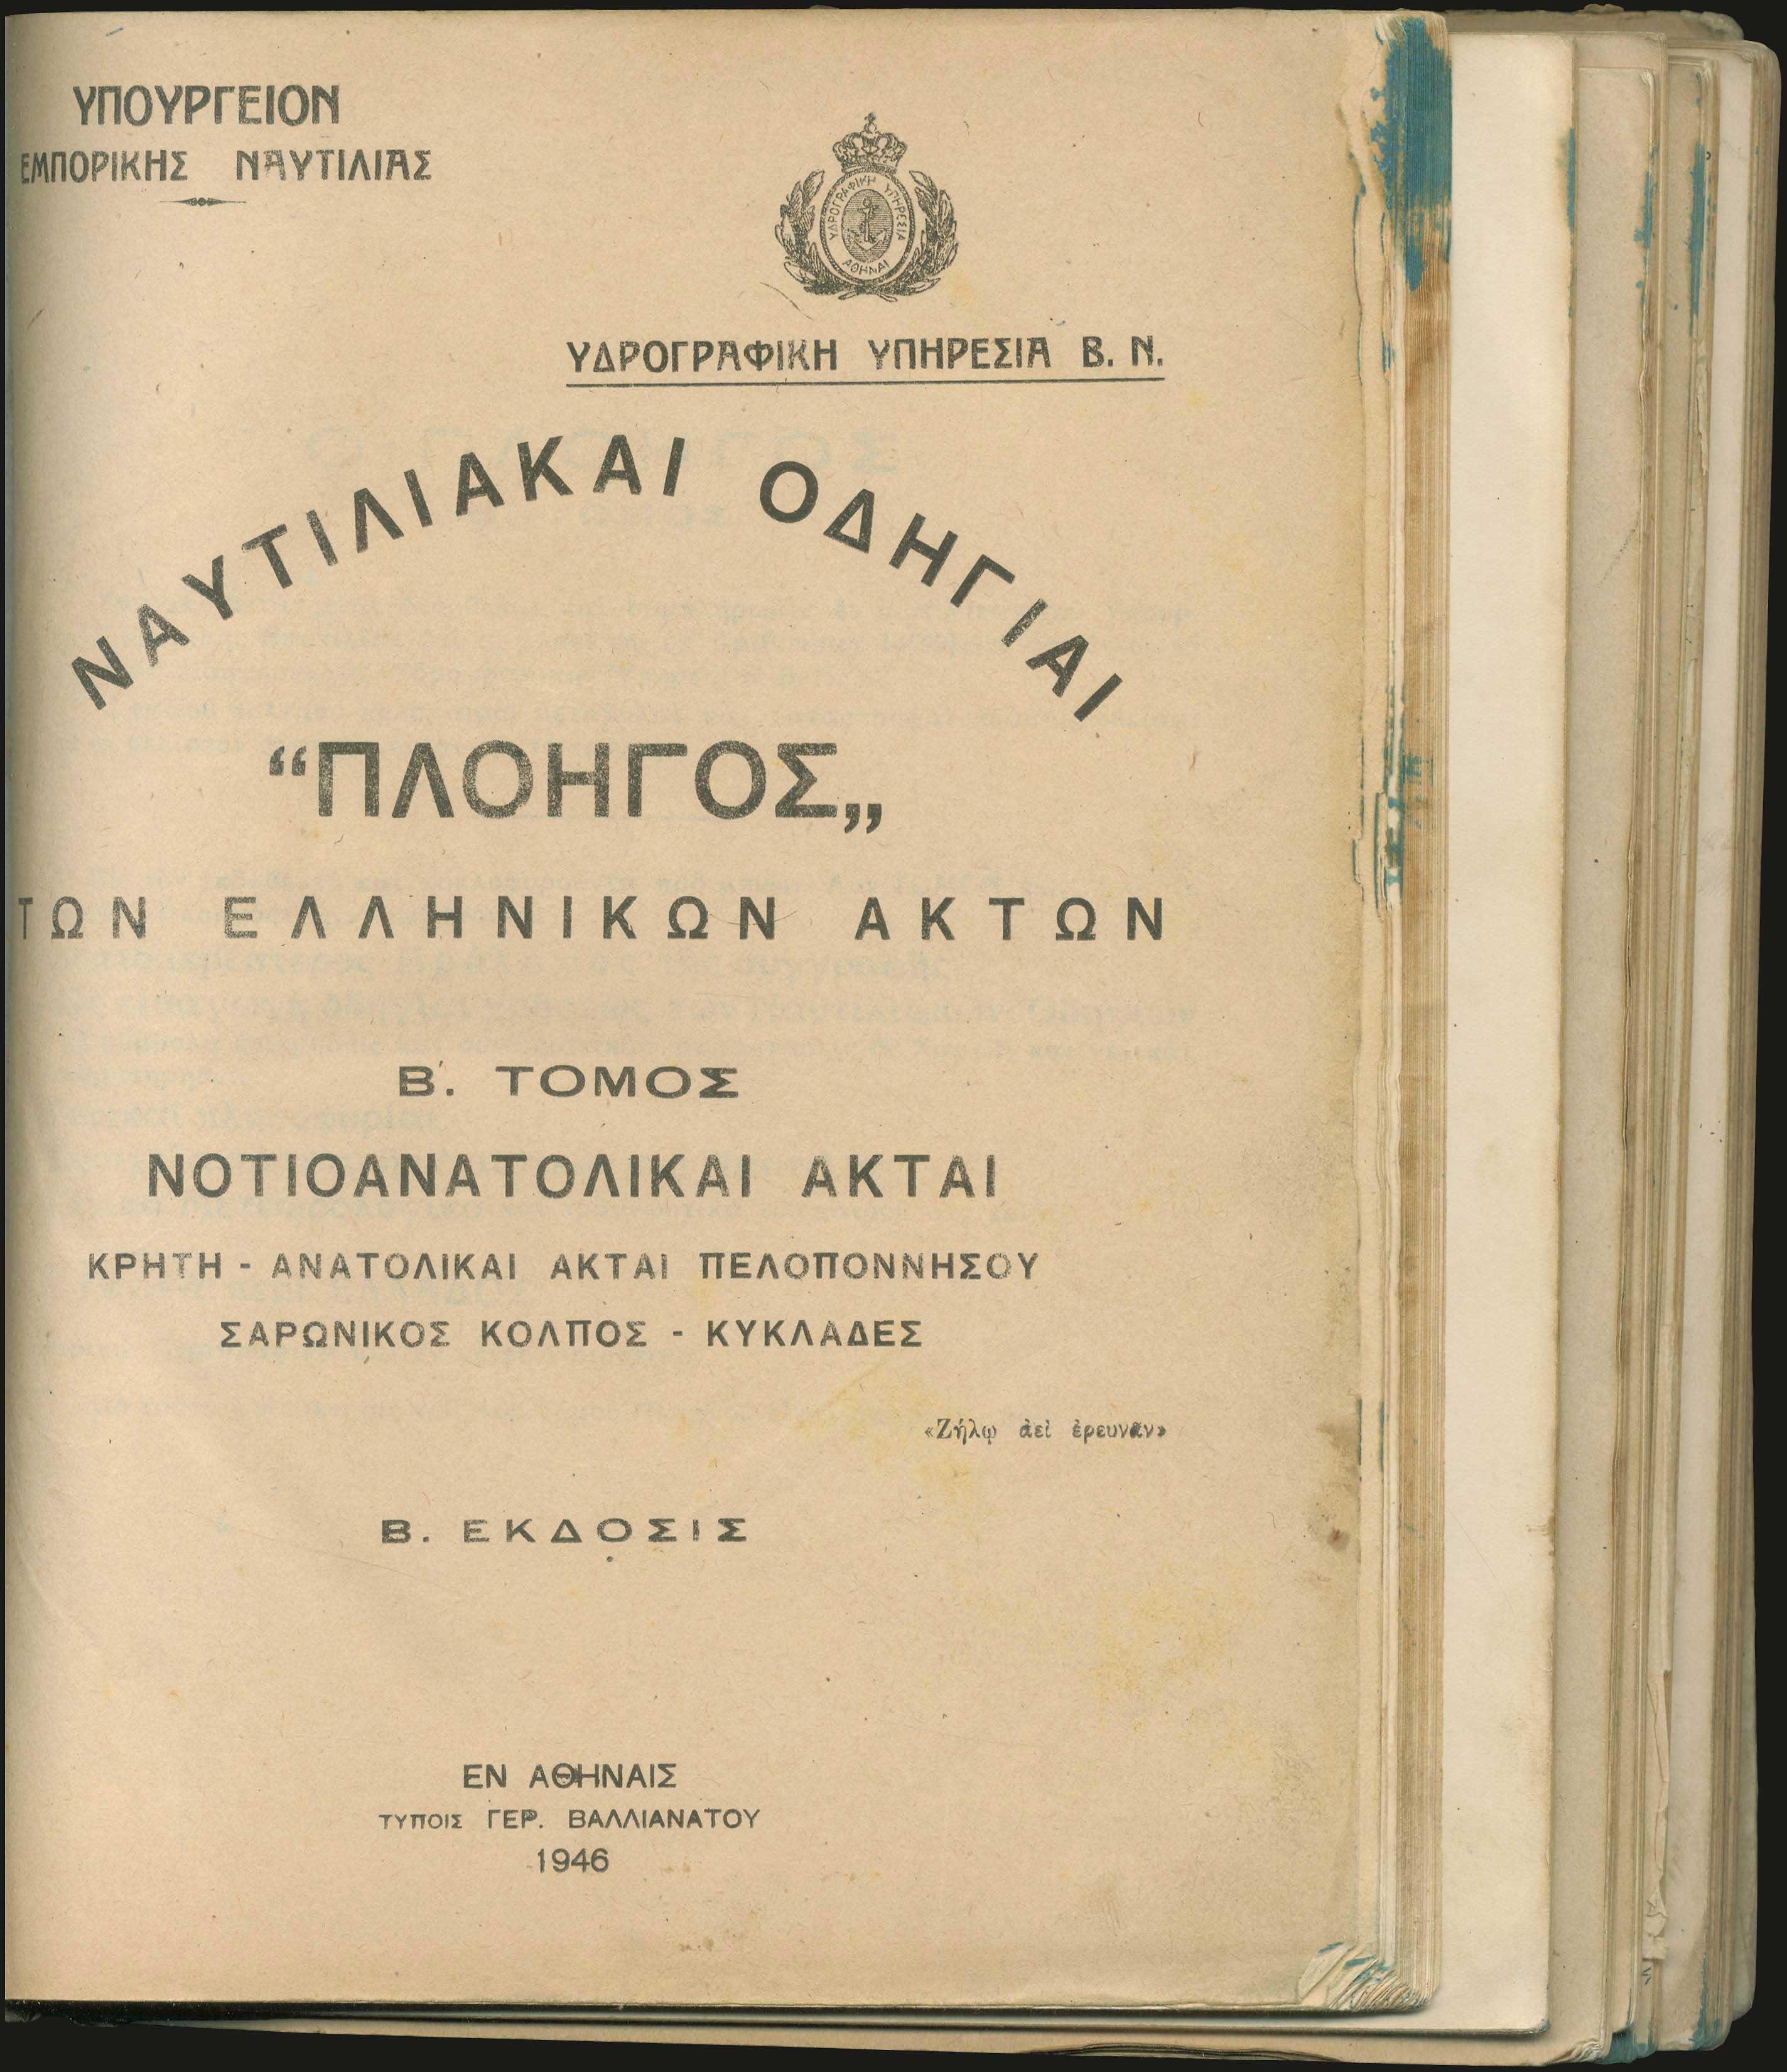 ΥΠΟΥΡΓΕΙΟΝ
ΕΜΠΟΡΙΚΗΣ ΝΑΥΤΙΛΙΑΣ
ΥΔΡΟΓΡΑΦΙΚΗ ΥΠΗΡΕΣΙΑ
ΑΘΗΝΑΙ
ΥΔΡΟΓΡΑΦΙΚΗ ΥΠΗΡΕΣΙΑ Β. Ν.
ΝΑΥΤΙΛΙΑΚΑΙ ΟΔΗΓΙΑΙ
“ΠΛΟΗΓΟΣ„
ΤΩΝ ΕΛΛΗΝΙΚΩΝ ΑΚΤΩΝ
Β΄. ΤΟΜΟΣ
ΝΟΤΙΟΑΝΑΤΟΛΙΚΑΙ ΑΚΤΑΙ
ΚΡΗΤΗ - ΑΝΑΤΟΛΙΚΑΙ ΑΚΤΑΙ ΠΕΛΟΠΟΝΝΗΣΟΥ
ΣΑΡΩΝΙΚΟΣ ΚΟΛΠΟΣ - ΚΥΚΛΑΔΕΣ
«Ζήλῳ ἀεὶ ἐρευνᾶν»
Β. ΕΚΔΟΣΙΣ
ΕΝ ΑΘΗΝΑΙΣ
ΤΥΠΟΙΣ ΓΕΡ. ΒΑΛΛΙΑΝΑΤΟΥ
1946